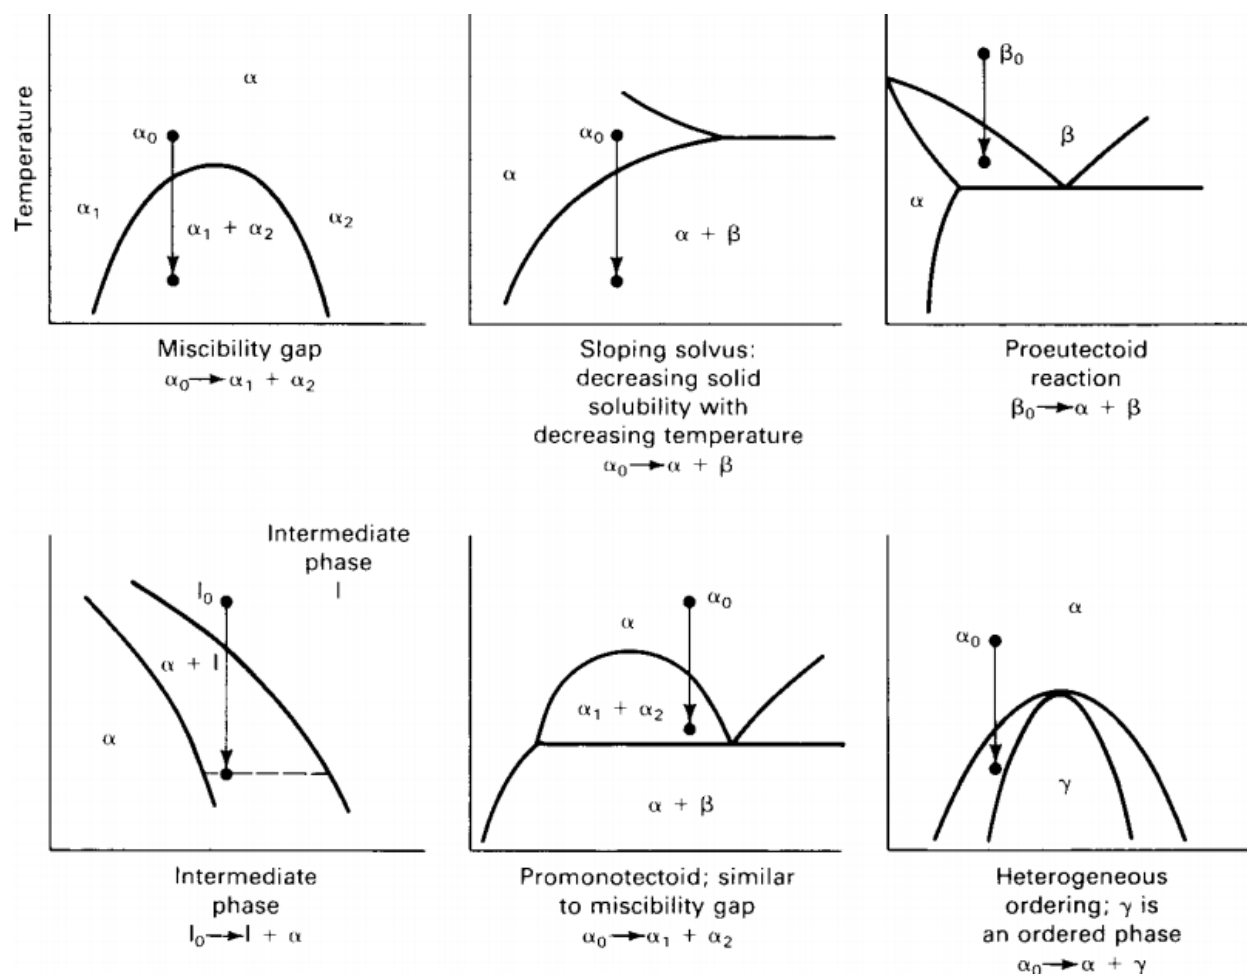 Temperature
α
α₀
α₁
α₁ + α₂
α₂
Miscibility gap
α₀ → α₁ + α₂
α₀
α
α + β
Sloping solvus:
decreasing solid
solubility with
decreasing temperature
α₀ → α + β
β₀
β
α
Proeutectoid
reaction
β₀ → α + β
Intermediate
phase
I
I₀
α + I
α
Intermediate
phase
I₀ → I + α
α₀
α
α₁ + α₂
α + β
Promonotectoid; similar
to miscibility gap
α₀ → α₁ + α₂
α
α₀
γ
Heterogeneous
ordering; γ is
an ordered phase
α₀ → α + γ